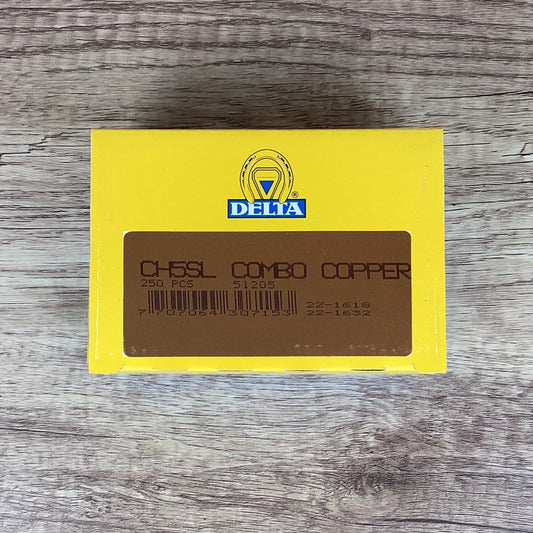 DELTA ®
CH5SL COMBO COPPER
250 PCS 51205
22-1618
7 707064 307153 22-1632